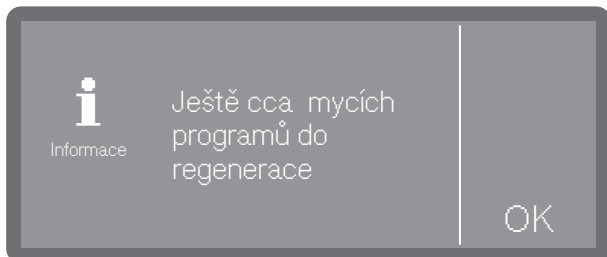 Informace
Ještě cca mycích
programů do
regenerace
OK